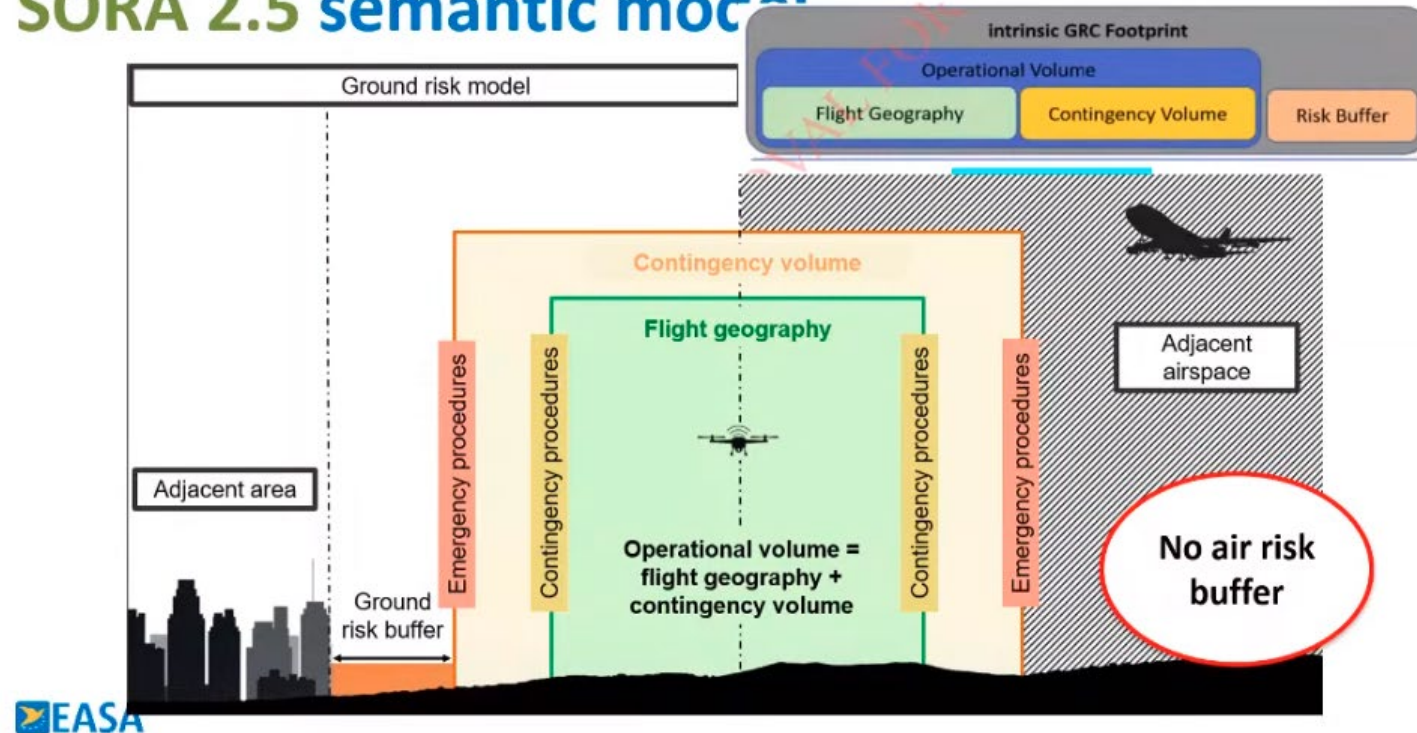 SORA 2.5 semantic model
intrinsic GRC Footprint
Operational Volume
Flight Geography
Contingency Volume
Risk Buffer
Ground risk model
Contingency volume
Flight geography
Emergency procedures
Contingency procedures
Contingency procedures
Emergency procedures
Adjacent
airspace
Adjacent area
Operational volume =
flight geography +
contingency volume
Ground
risk buffer
No air risk
buffer
EASA